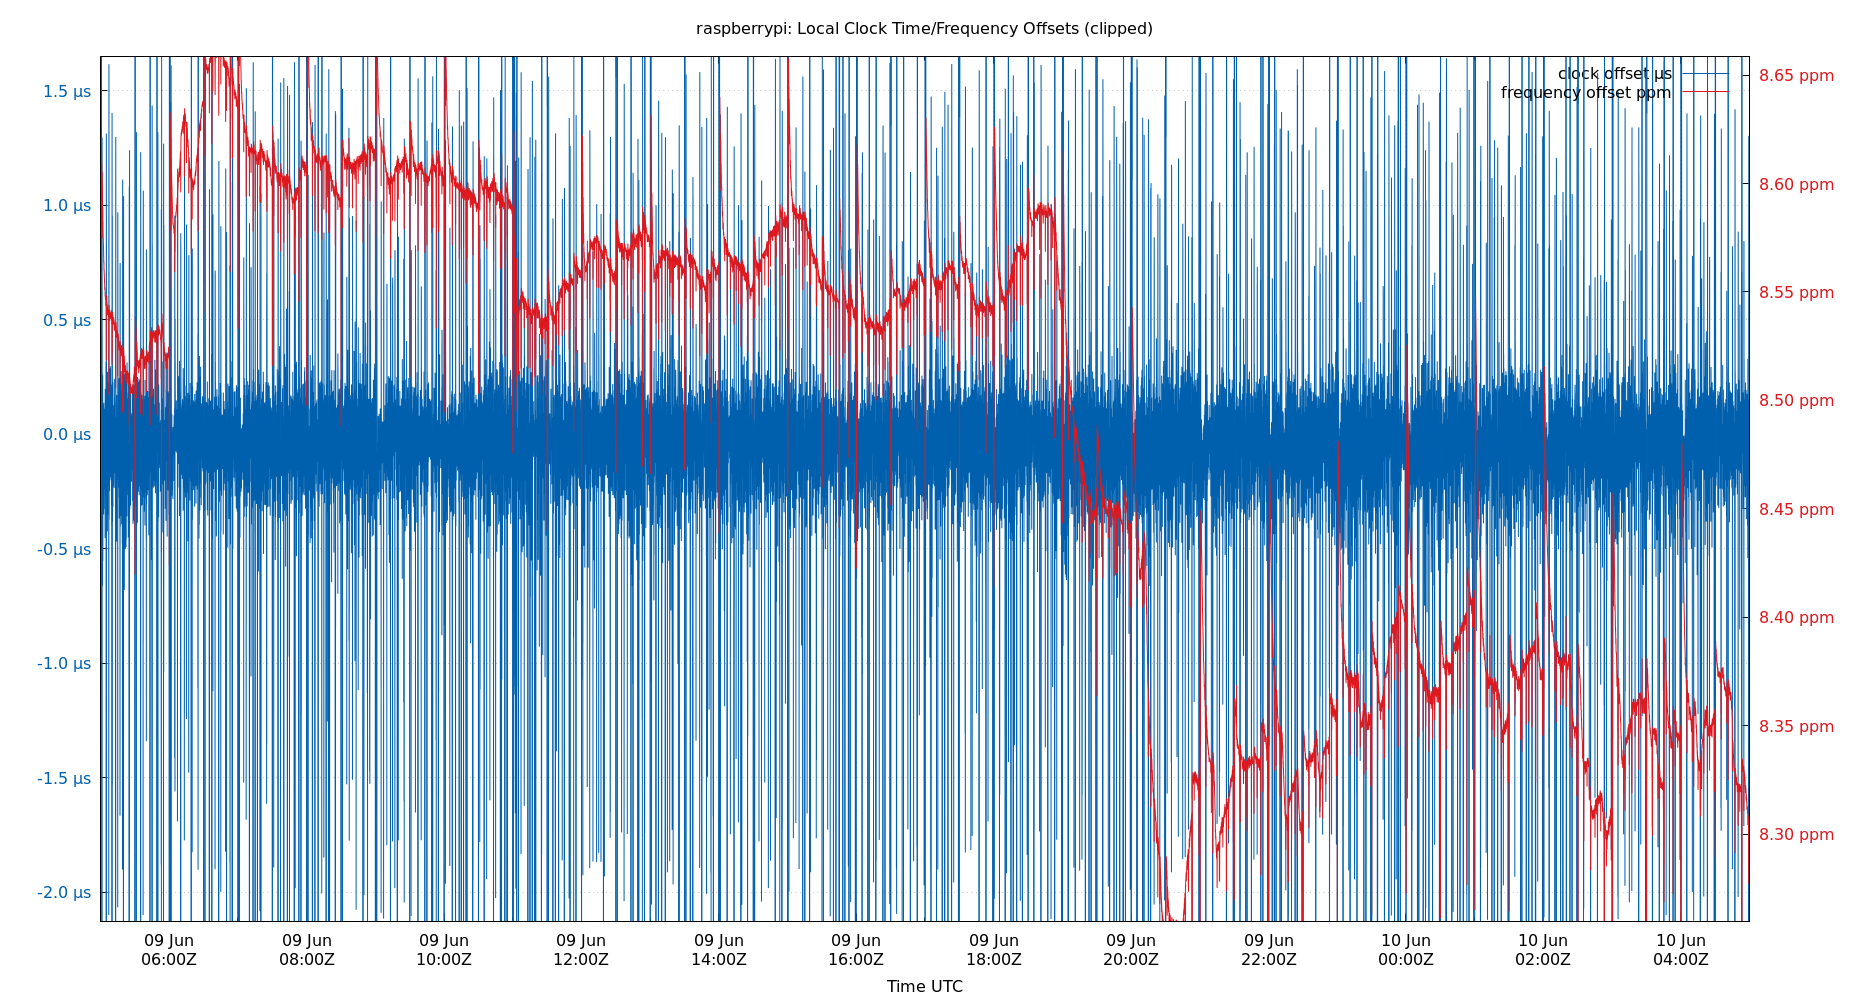 raspberrypi: Local Clock Time/Frequency Offsets (clipped)
clock offset µs
frequency offset ppm
1.5 µs
1.0 µs
0.5 µs
0.0 µs
-0.5 µs
-1.0 µs
-1.5 µs
-2.0 µs
8.65 ppm
8.60 ppm
8.55 ppm
8.50 ppm
8.45 ppm
8.40 ppm
8.35 ppm
8.30 ppm
09 Jun 09 Jun 09 Jun 09 Jun 09 Jun 09 Jun 09 Jun 09 Jun 09 Jun 10 Jun 10 Jun 10 Jun
06:00Z 08:00Z 10:00Z 12:00Z 14:00Z 16:00Z 18:00Z 20:00Z 22:00Z 00:00Z 02:00Z 04:00Z
Time UTC